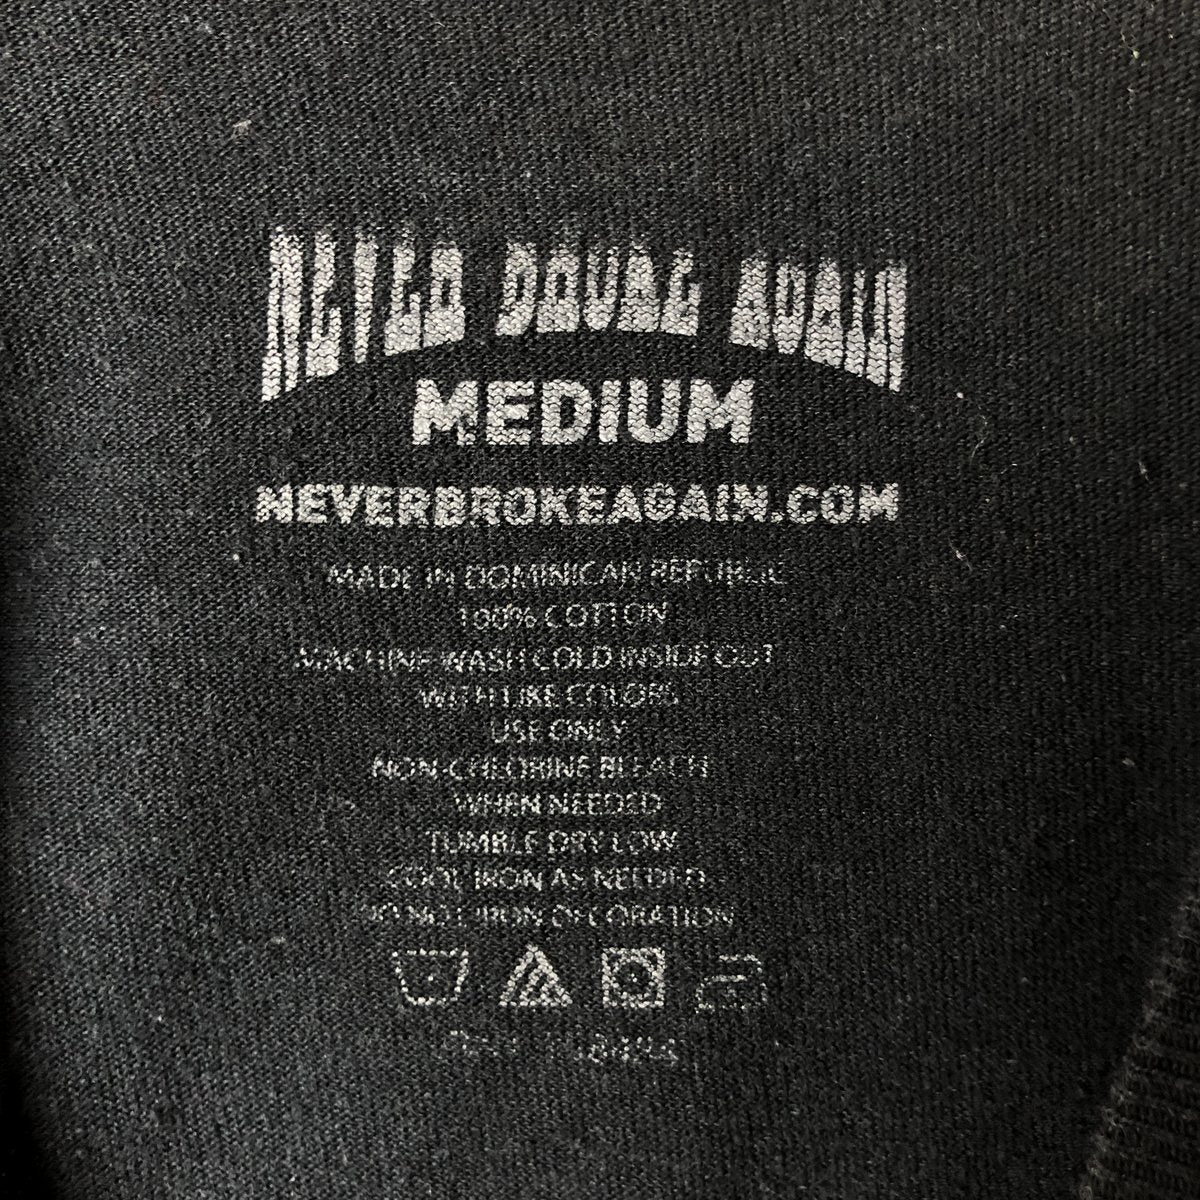 NEVER BROKE AGAIN
MEDIUM
NEVERBROKEAGAIN.COM
MADE IN DOMINICAN REPUBLIC
100% COTTON
MACHINE WASH COLD INSIDE OUT
WITH LIKE COLORS
USE ONLY
NON-CHLORINE BLEACH
WHEN NEEDED
TUMBLE DRY LOW
COOL IRON AS NEEDED
DO NOT IRON DECORATION